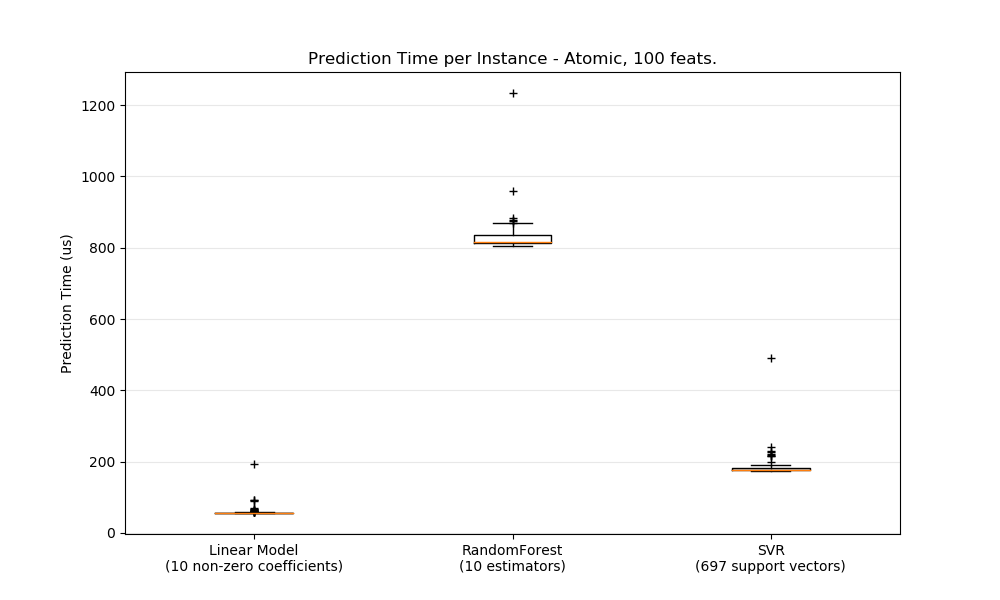 Prediction Time per Instance - Atomic, 100 feats.
1200
1000
800
600
400
200
0
Prediction Time (us)
Linear Model
(10 non-zero coefficients)
RandomForest
(10 estimators)
SVR
(697 support vectors)